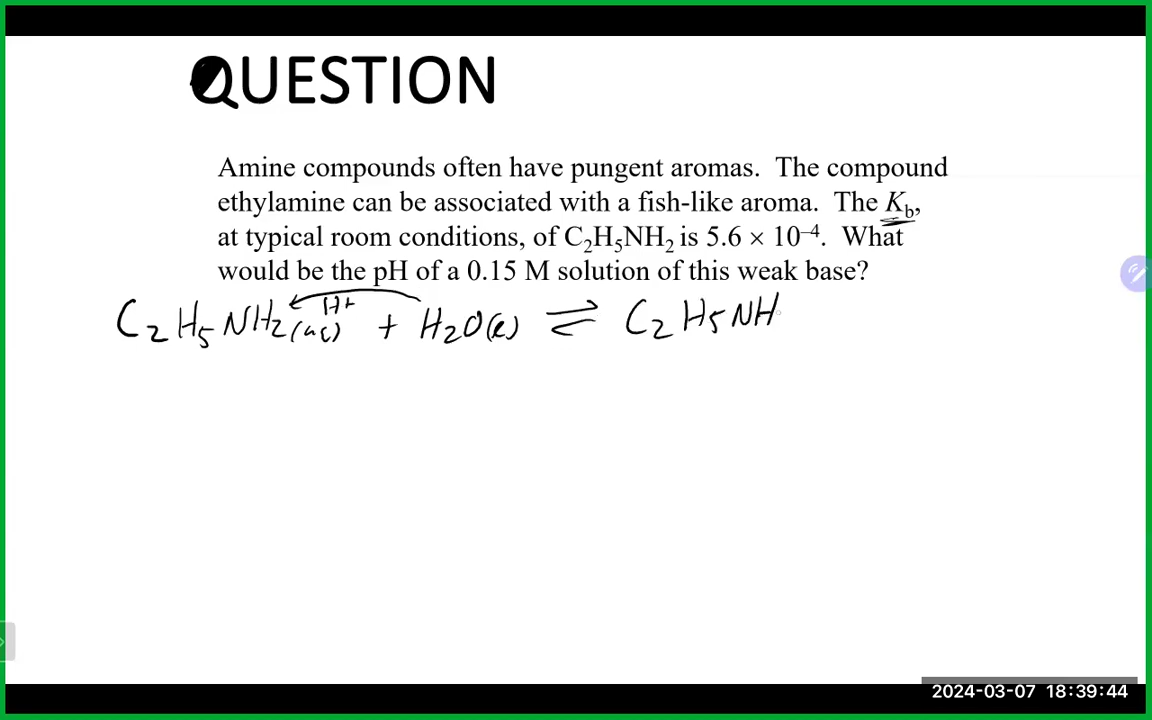 QUESTION
Amine compounds often have pungent aromas. The compound
ethylamine can be associated with a fish-like aroma. The K_b,
at typical room conditions, of C₂H₅NH₂ is 5.6 × 10⁻⁴. What
would be the pH of a 0.15 M solution of this weak base?
H+
C₂H₅NH₂(aq) + H₂O(l) ⇌ C₂H₅NH
2024-03-07 18:39:44